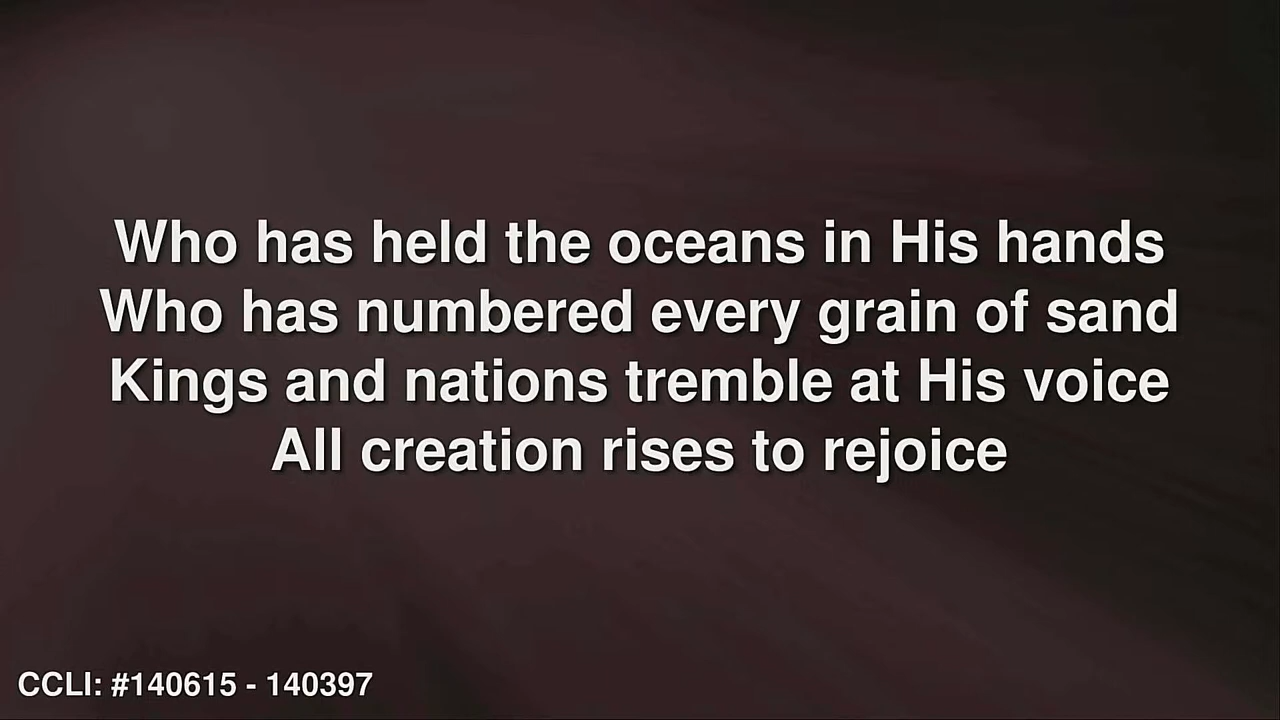 Who has held the oceans in His hands
Who has numbered every grain of sand
Kings and nations tremble at His voice
All creation rises to rejoice
CCLI: #140615 - 140397